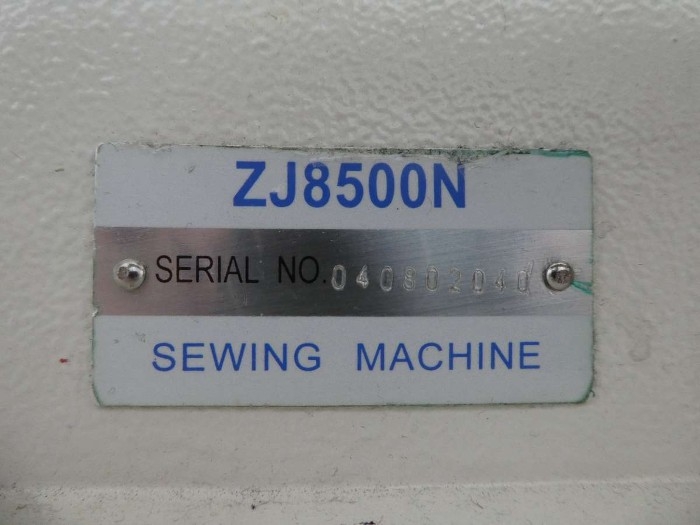 ZJ8500N
SERIAL NO. 040802040
SEWING MACHINE